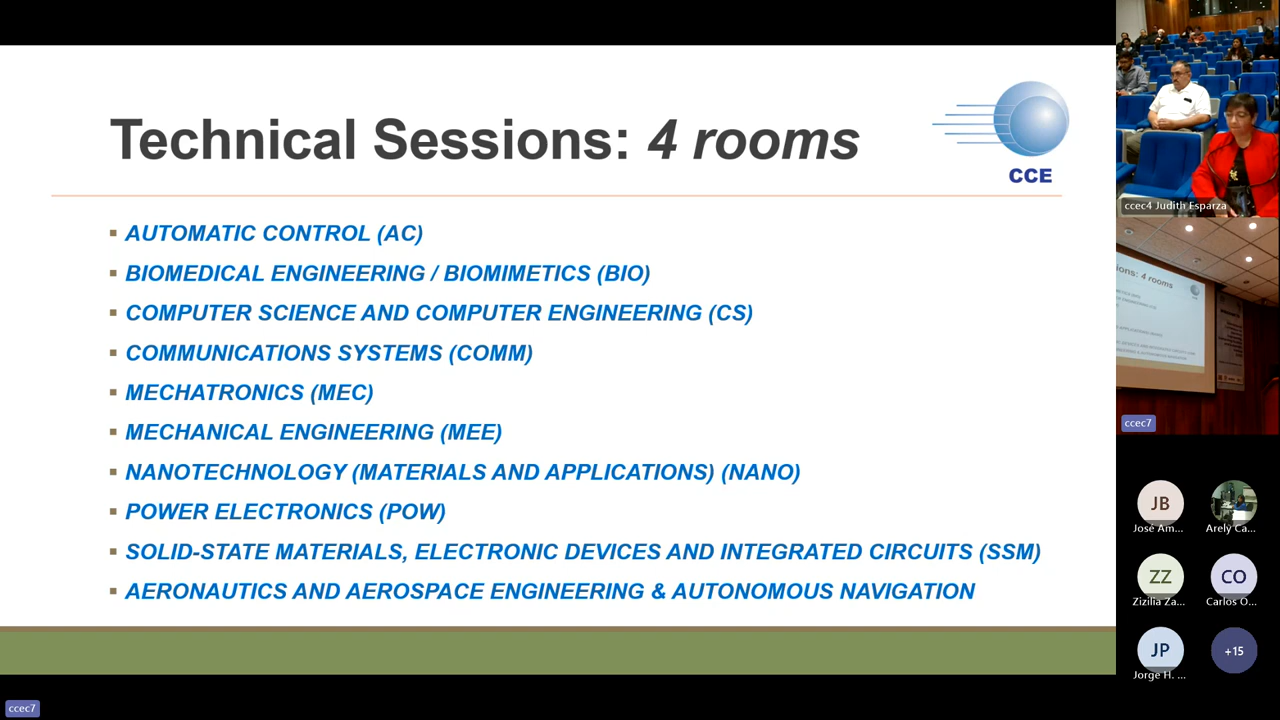 Technical Sessions: 4 rooms
CCE
AUTOMATIC CONTROL (AC)
BIOMEDICAL ENGINEERING / BIOMIMETICS (BIO)
COMPUTER SCIENCE AND COMPUTER ENGINEERING (CS)
COMMUNICATIONS SYSTEMS (COMM)
MECHATRONICS (MEC)
MECHANICAL ENGINEERING (MEE)
NANOTECHNOLOGY (MATERIALS AND APPLICATIONS) (NANO)
POWER ELECTRONICS (POW)
SOLID-STATE MATERIALS, ELECTRONIC DEVICES AND INTEGRATED CIRCUITS (SSM)
AERONAUTICS AND AEROSPACE ENGINEERING & AUTONOMOUS NAVIGATION
ccec7
ccec4 Judith Esparza
ions: 4 rooms
ccec7
JB
José Am...
Arely Ca...
ZZ
Zizilia Za...
CO
Carlos O...
JP
Jorge H. ...
+15